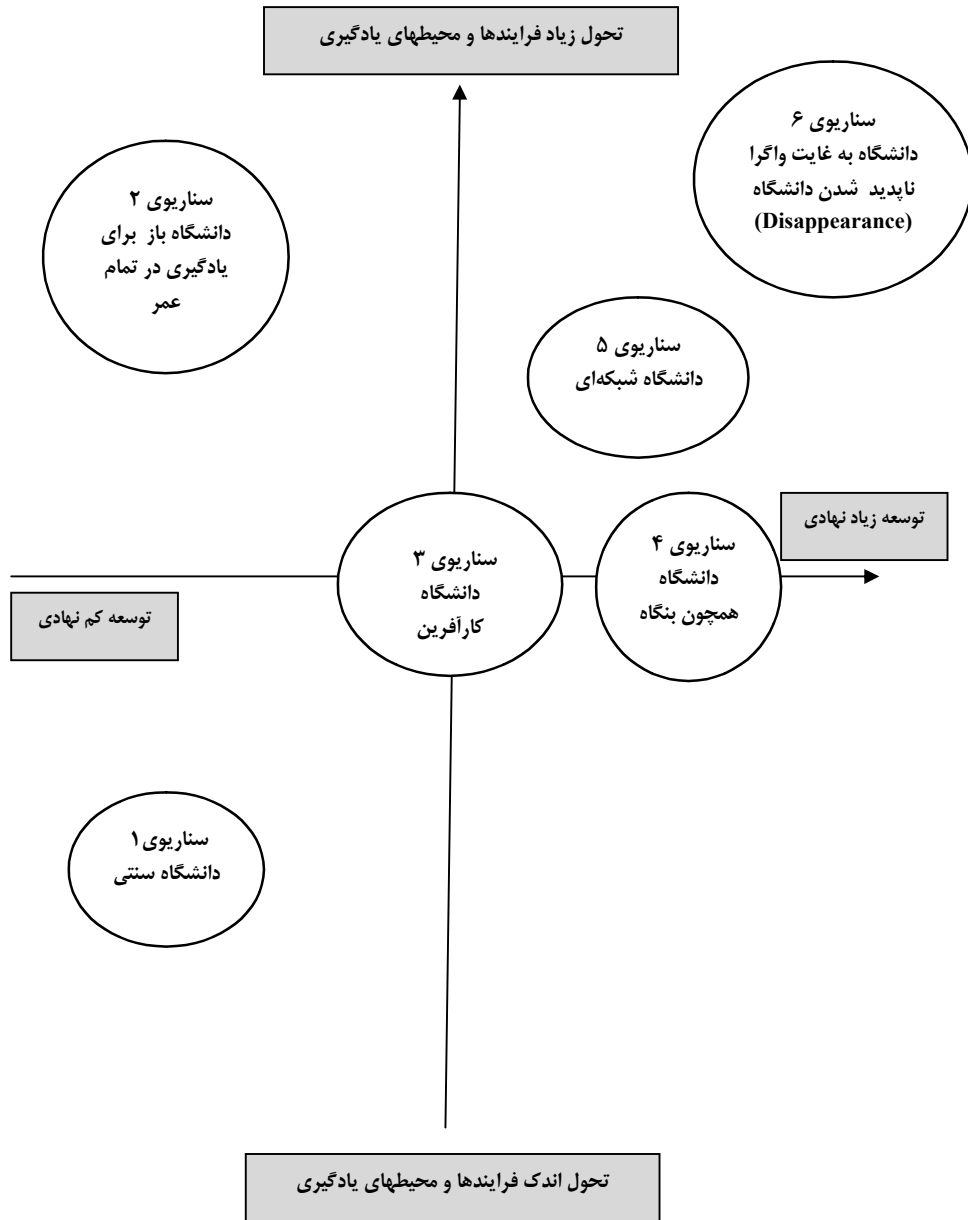 تحول زیاد فرایندها و محیطهای یادگیری
سناریوی ۶
دانشگاه به غایت واگرا
ناپدید شدن دانشگاه
(Disappearance)
سناریوی ۲
دانشگاه باز برای
یادگیری در تمام
عمر
سناریوی ۵
دانشگاه شبکه‌ای
توسعه زیاد نهادی
سناریوی ۴
دانشگاه
همچون بنگاه
سناریوی ۳
دانشگاه
کارآفرین
توسعه کم نهادی
سناریوی ۱
دانشگاه سنتی
تحول اندک فرایندها و محیطهای یادگیری